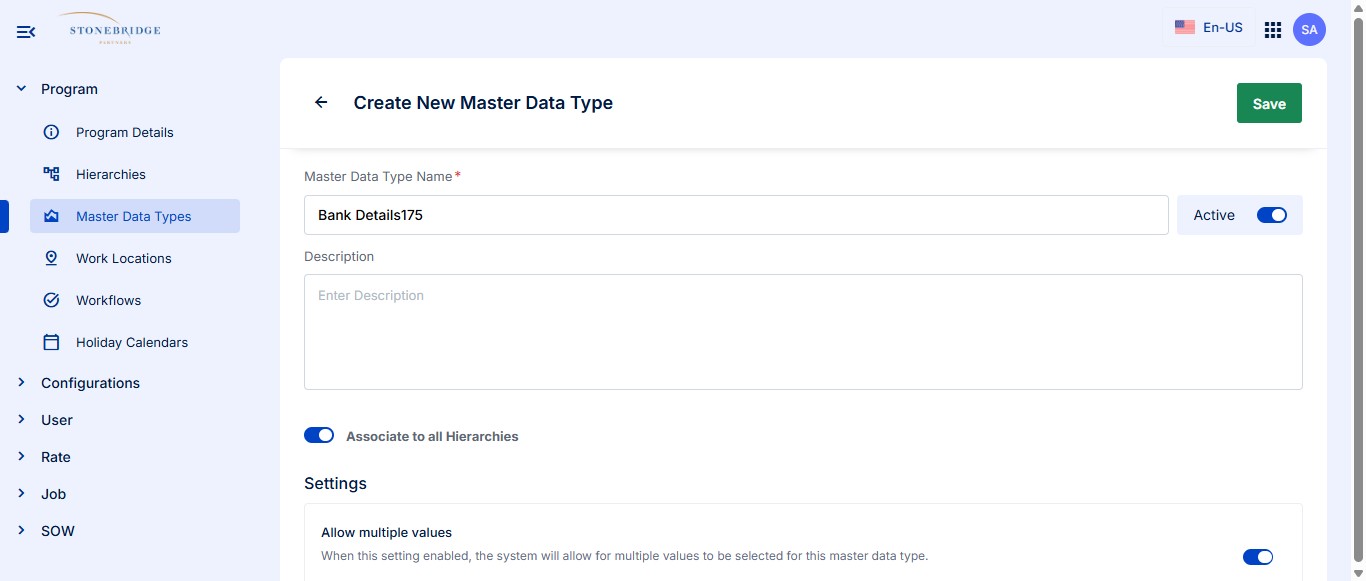 STONEBRIDGE
PARTNERS
En-US
SA
Program
Program Details
Hierarchies
Master Data Types
Work Locations
Workflows
Holiday Calendars
Configurations
User
Rate
Job
SOW
Create New Master Data Type
Save
Master Data Type Name*
Bank Details175
Active
Description
Enter Description
Associate to all Hierarchies
Settings
Allow multiple values
When this setting enabled, the system will allow for multiple values to be selected for this master data type.